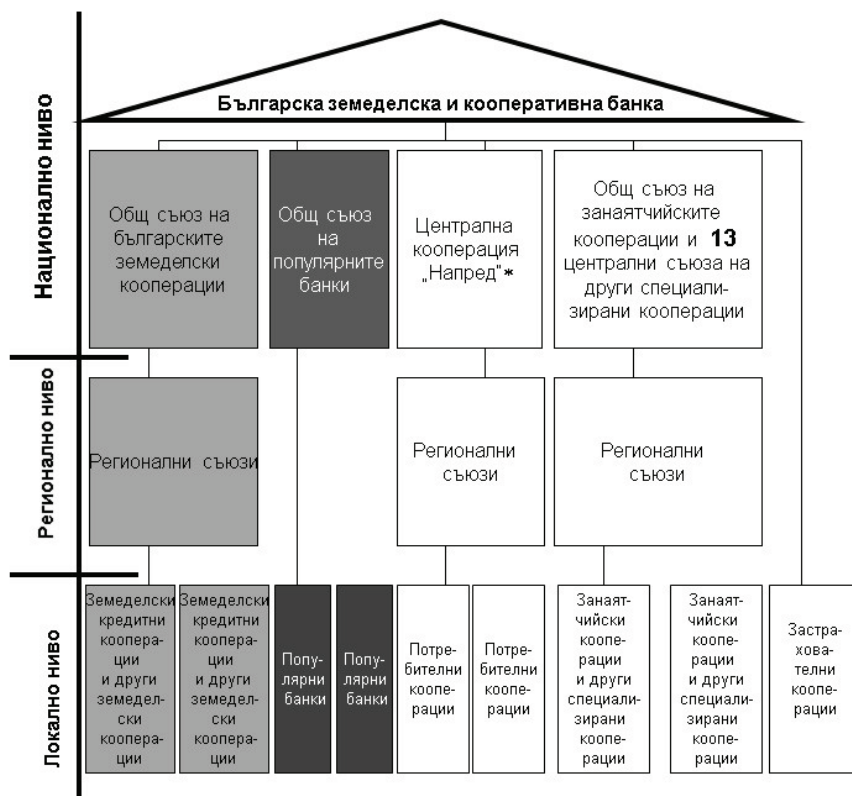 Българска земеделска и кооперативна банка
Национално ниво
Общ съюз на
българските
земеделски
кооперации
Общ съюз
на
популярните
банки
Централна
кооперация
„Напред"*
Общ съюз на
занаятчийските
кооперации и 13
централни съюза на
други специали-
зирани кооперации
Регионално ниво
Регионални съюзи
Регионални
съюзи
Регионални
съюзи
Локално ниво
Земеделски
кредитни
коопера-
ции
и други
земедел-
ски
коопера-
ции
Земеделски
кредитни
коопера-
ции
и други
земедел-
ски
коопера-
ции
Попу-
лярни
банки
Попу-
лярни
банки
Потре-
бителни
коопе-
рации
Потре-
бителни
коопе-
рации
Занаят-
чийски
коопе-
рации
и други
специали-
зирани
коопе-
рации
Занаят-
чийски
коопе-
рации
и други
специали-
зирани
коопе-
рации
Застра-
хователни
коопе-
рации